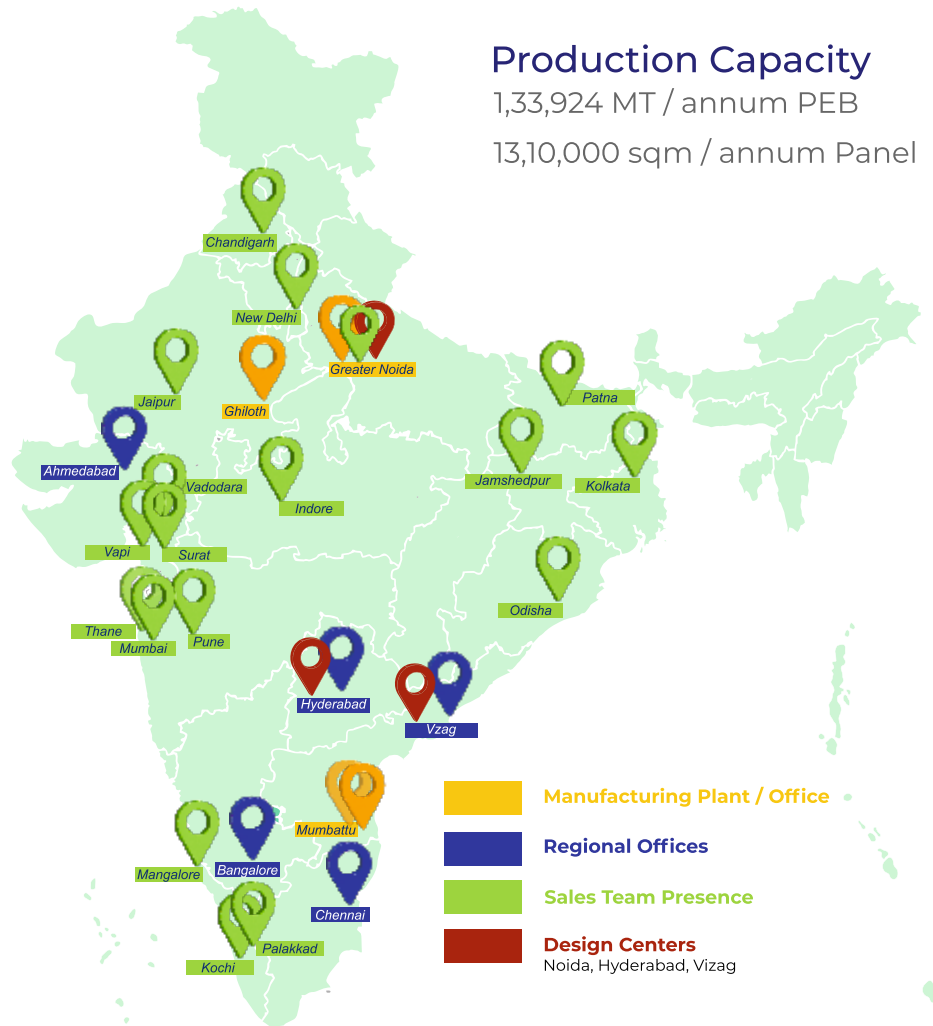 Production Capacity
1,33,924 MT / annum PEB
13,10,000 sqm / annum Panel
Chandigarh
New Delhi
Greater Noida
Jaipur
Ghiloth
Patna
Ahmedabad
Vadodara
Indore
Jamshedpur
Kolkata
Vapi
Surat
Odisha
Thane
Mumbai
Pune
Hyderabad
Vzag
Mumbattu
Mangalore
Bangalore
Chennai
Palakkad
Kochi
Manufacturing Plant / Office
Regional Offices
Sales Team Presence
Design Centers
Noida, Hyderabad, Vizag